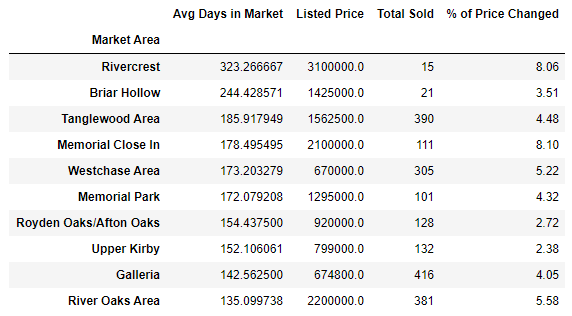 Avg Days in Market Listed Price Total Sold % of Price Changed
Market Area
Rivercrest 323.266667 3100000.0 15 8.06
Briar Hollow 244.428571 1425000.0 21 3.51
Tanglewood Area 185.917949 1562500.0 390 4.48
Memorial Close In 178.495495 2100000.0 111 8.10
Westchase Area 173.203279 670000.0 305 5.22
Memorial Park 172.079208 1295000.0 101 4.32
Royden Oaks/Afton Oaks 154.437500 920000.0 128 2.72
Upper Kirby 152.106061 799000.0 132 2.38
Galleria 142.562500 674800.0 416 4.05
River Oaks Area 135.099738 2200000.0 381 5.58